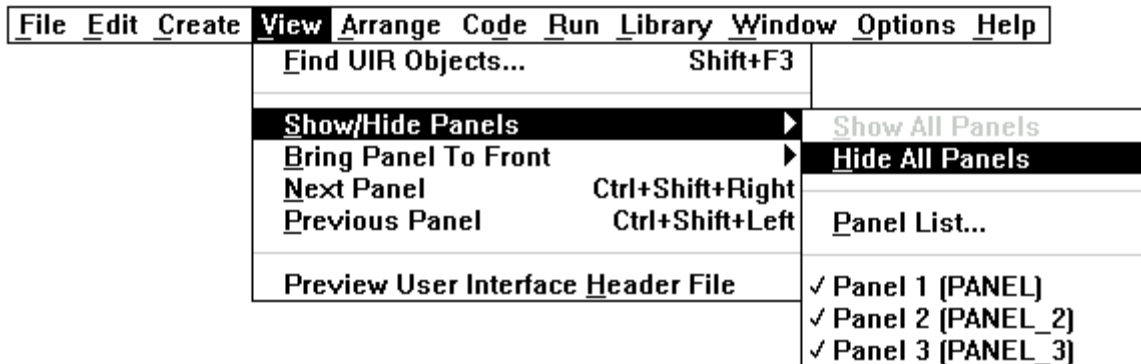 File Edit Create View Arrange Code Run Library Window Options Help
Find UIR Objects... Shift+F3
Show/Hide Panels
Bring Panel To Front
Next Panel Ctrl+Shift+Right
Previous Panel Ctrl+Shift+Left
Preview User Interface Header File
Show All Panels
Hide All Panels
Panel List...
✓ Panel 1 (PANEL)
✓ Panel 2 (PANEL_2)
✓ Panel 3 (PANEL_3)